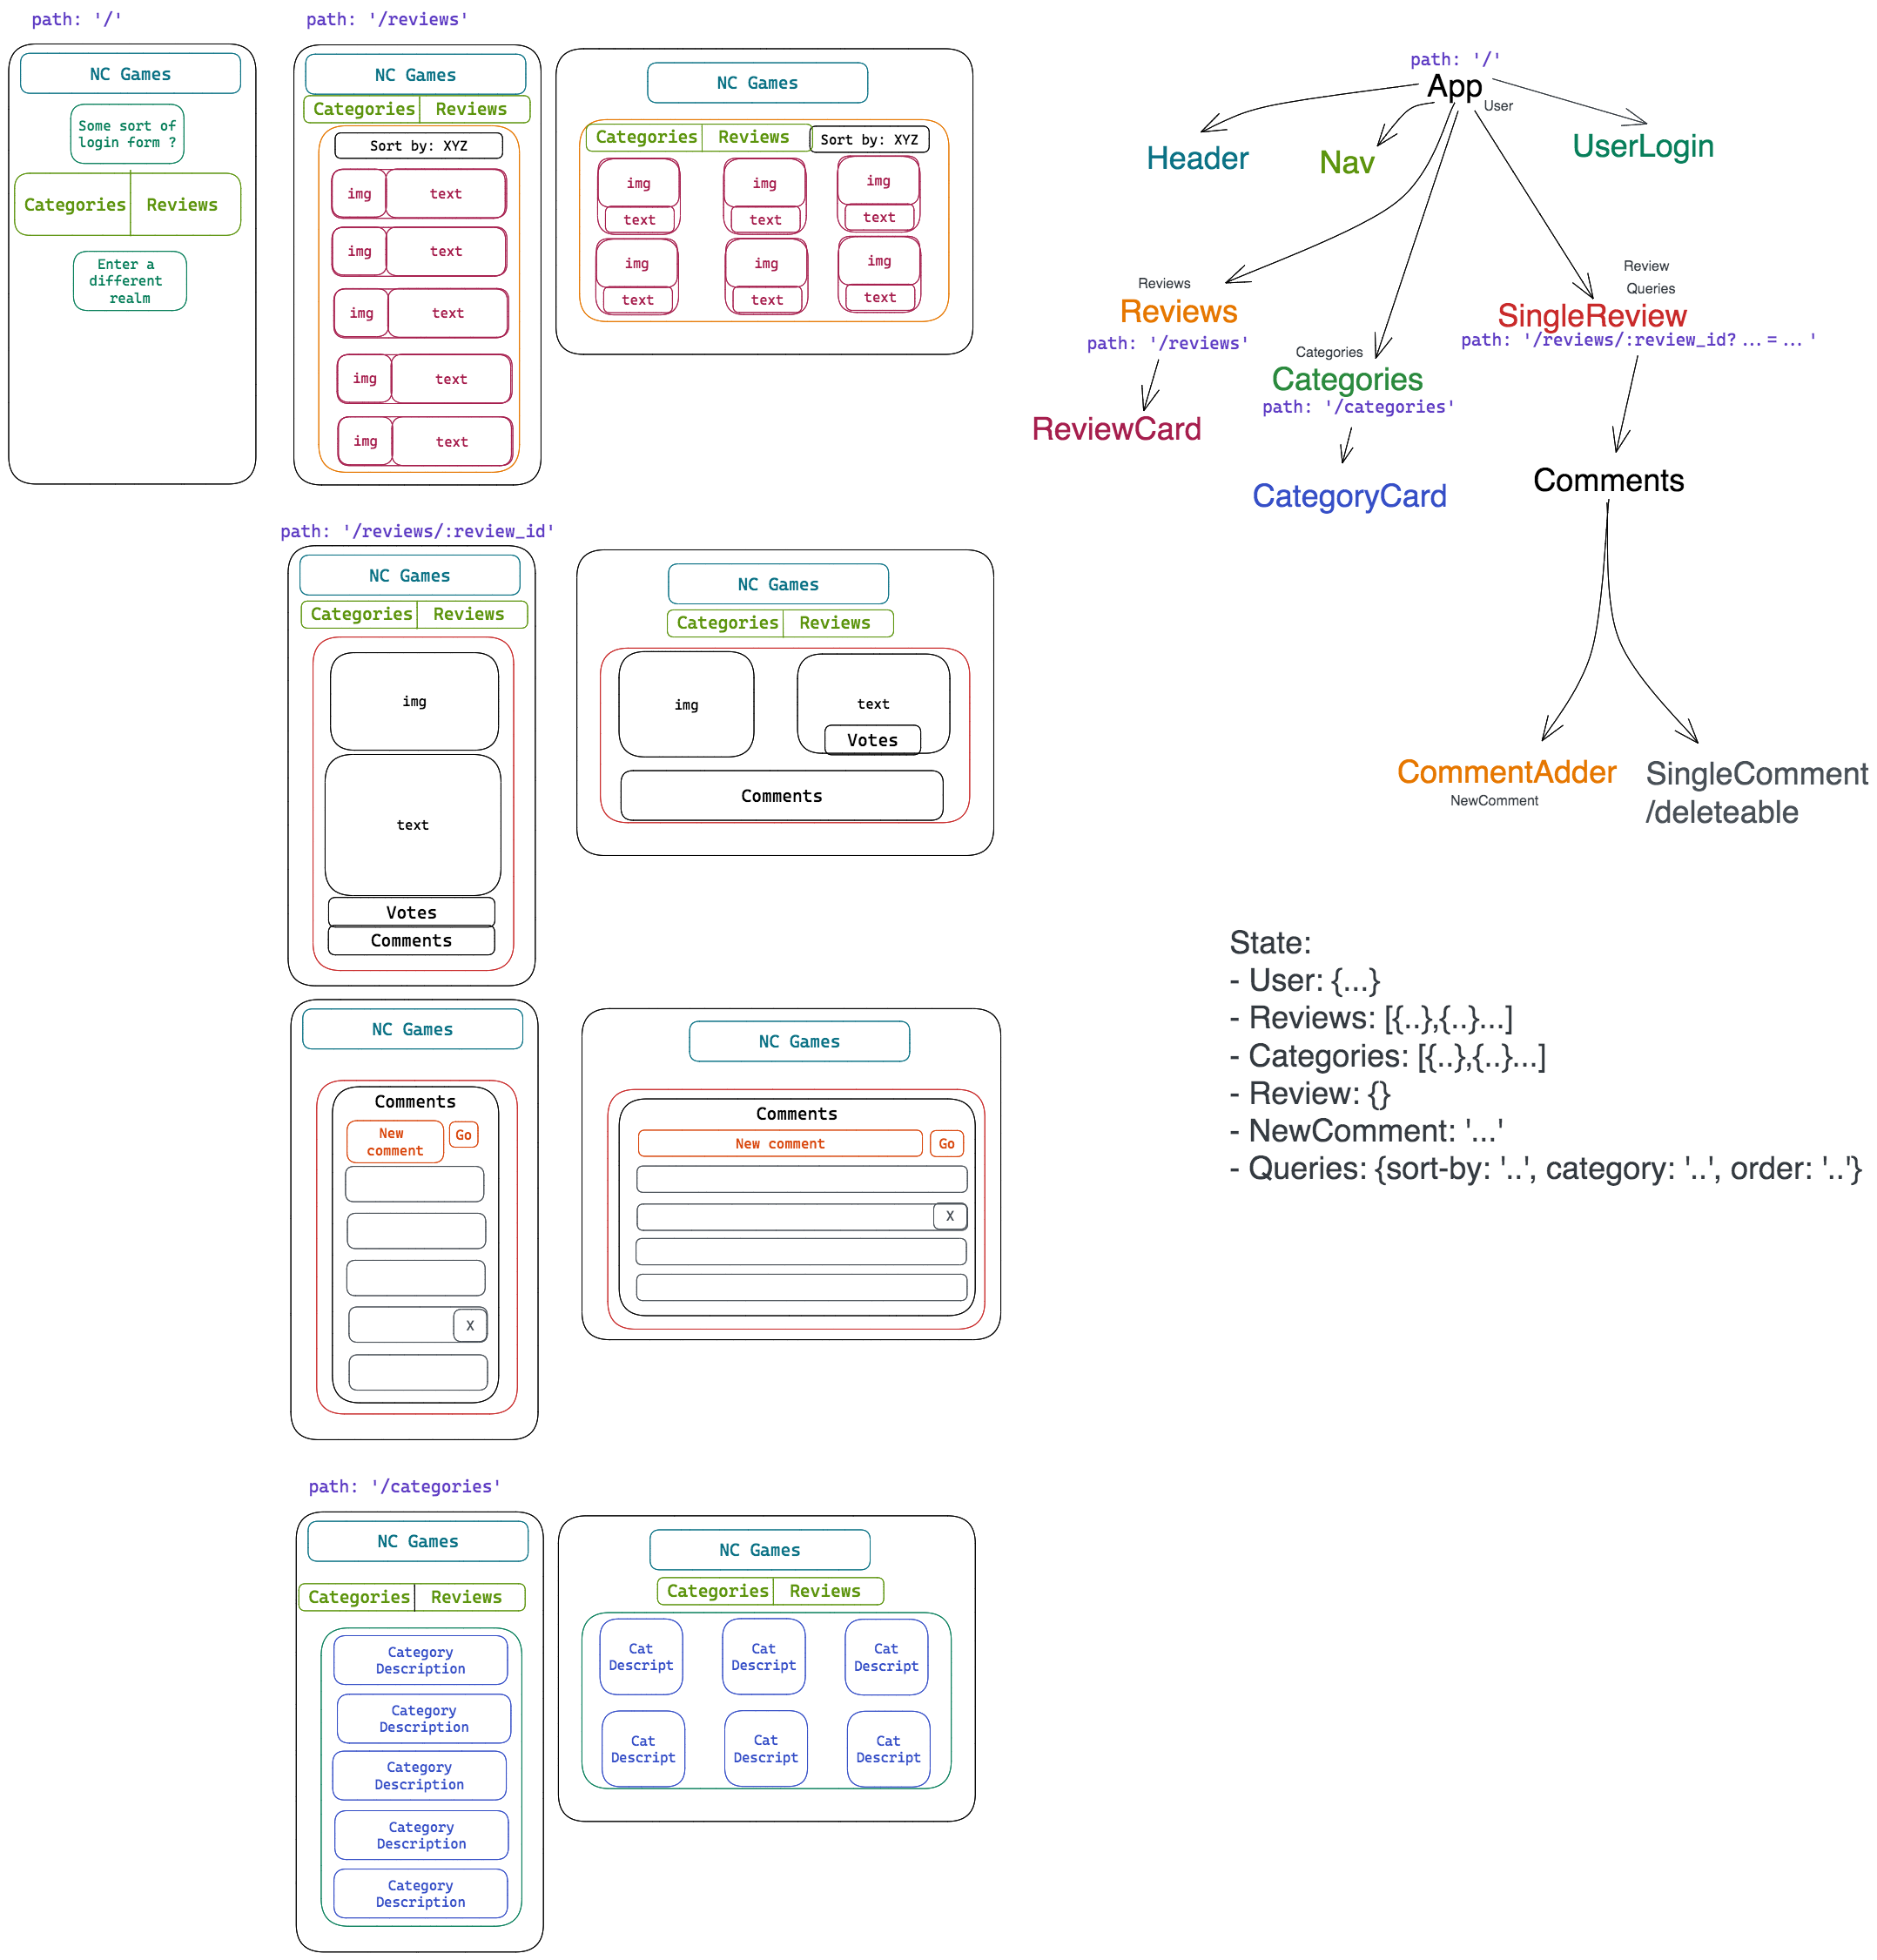 path: '/'
NC Games
Some sort of
login form ?
Categories
Reviews
Enter a
different
realm
path: '/reviews'
NC Games
Categories
Reviews
Sort by: XYZ
img
text
img
text
img
text
img
text
img
text
NC Games
Categories
Reviews
Sort by: XYZ
img
img
img
text
text
text
img
img
img
text
text
text
path: '/reviews/:review_id'
NC Games
Categories
Reviews
img
text
Votes
Comments
NC Games
Categories
Reviews
img
text
Votes
Comments
NC Games
Comments
New
comment
Go
X
NC Games
Comments
New comment
Go
X
path: '/categories'
NC Games
Categories
Reviews
Category
Description
Category
Description
Category
Description
Category
Description
Category
Description
NC Games
Categories
Reviews
Cat
Descript
Cat
Descript
Cat
Descript
Cat
Descript
Cat
Descript
Cat
Descript
path: '/'
App
User
Header
Nav
UserLogin
Reviews
Reviews
path: '/reviews'
ReviewCard
Categories
Categories
path: '/categories'
CategoryCard
Review
Queries
SingleReview
path: '/reviews/:review_id? ... = ... '
Comments
CommentAdder
NewComment
SingleComment
/deleteable
State:
- User: {...}
- Reviews: [{..},{..}...]
- Categories: [{..},{..}...]
- Review: {}
- NewComment: '...'
- Queries: {sort-by: '..', category: '..', order: '..'}